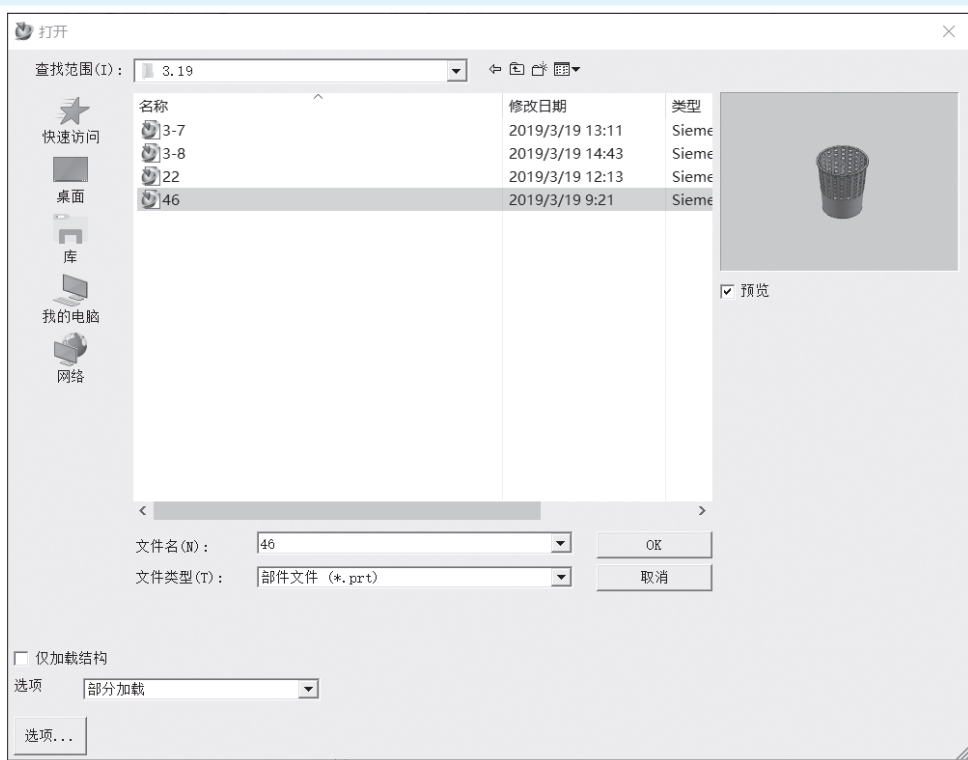 打开
查找范围(I): 3.19
快速访问
桌面
库
我的电脑
网络
名称 修改日期 类型
3-7 2019/3/19 13:11 Sieme
3-8 2019/3/19 14:43 Sieme
22 2019/3/19 12:13 Sieme
46 2019/3/19 9:21 Sieme
预览
文件名(N): 46 OK
文件类型(T): 部件文件 (*.prt) 取消
仅加载结构
选项 部分加载
选项...